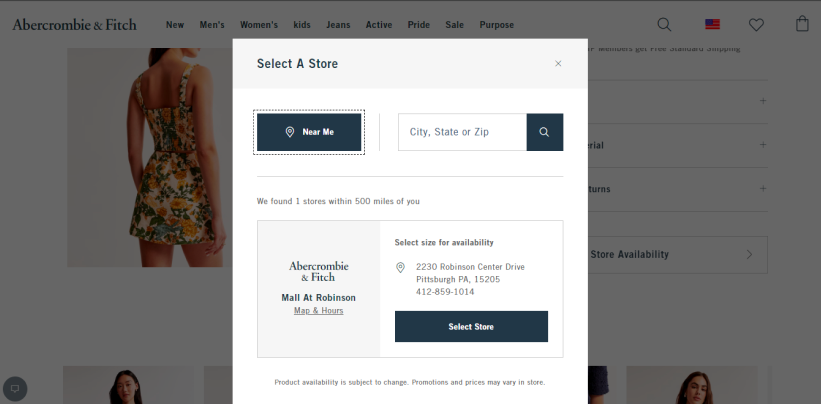 Abercrombie & Fitch
New Men's Women's kids Jeans Active Pride Sale Purpose
Members get Free Standard Shipping
Select A Store
Near Me
City, State or Zip
We found 1 stores within 500 miles of you
Abercrombie
& Fitch
Mall At Robinson
Map & Hours
Select size for availability
2230 Robinson Center Drive
Pittsburgh PA, 15205
412-859-1014
Select Store
Product availability is subject to change. Promotions and prices may vary in store.
Store Availability